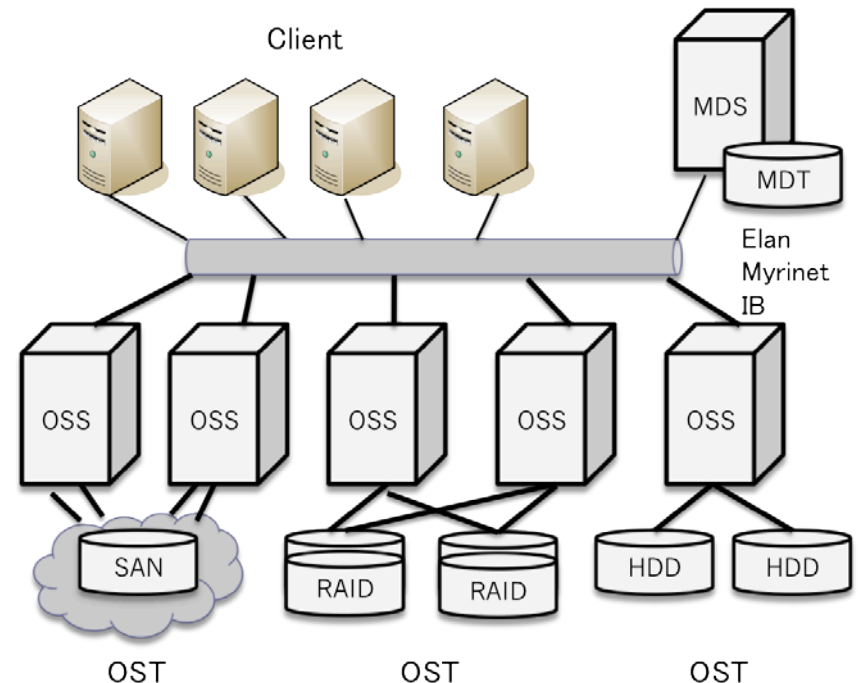 Client
MDS
MDT
Elan
Myrinet
IB
OSS
OSS
OSS
OSS
OSS
SAN
RAID
RAID
HDD
HDD
OST
OST
OST